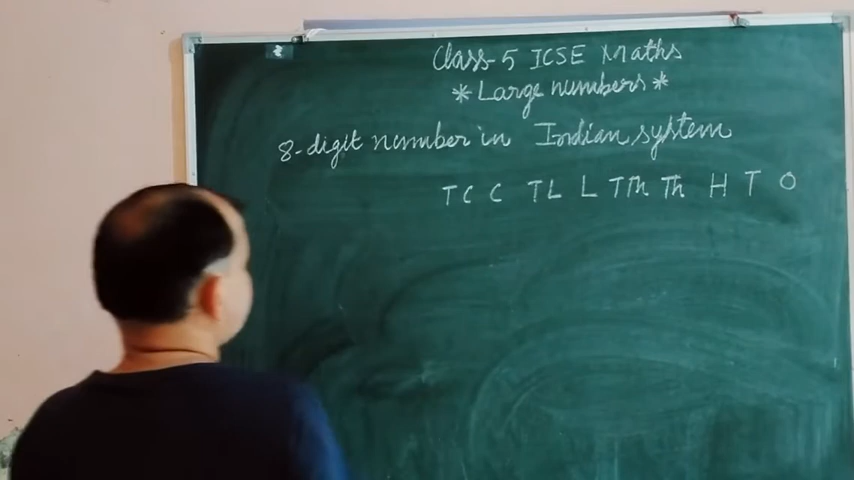 Class-5 ICSE Maths
* Large numbers *
8-digit number in Indian system
TC C TL L TTh Th H T O